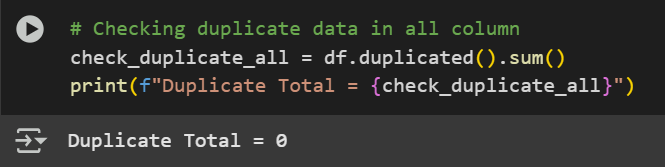 # Checking duplicate data in all column
check_duplicate_all = df.duplicated().sum()
print(f"Duplicate Total = {check_duplicate_all}")
Duplicate Total = 0